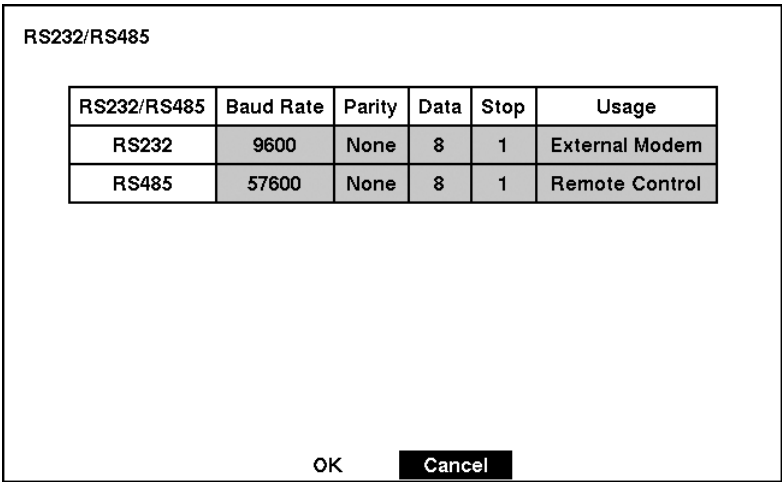 RS232/RS485
RS232/RS485 Baud Rate Parity Data Stop Usage
RS232 9600 None 8 1 External Modem
RS485 57600 None 8 1 Remote Control
OK Cancel